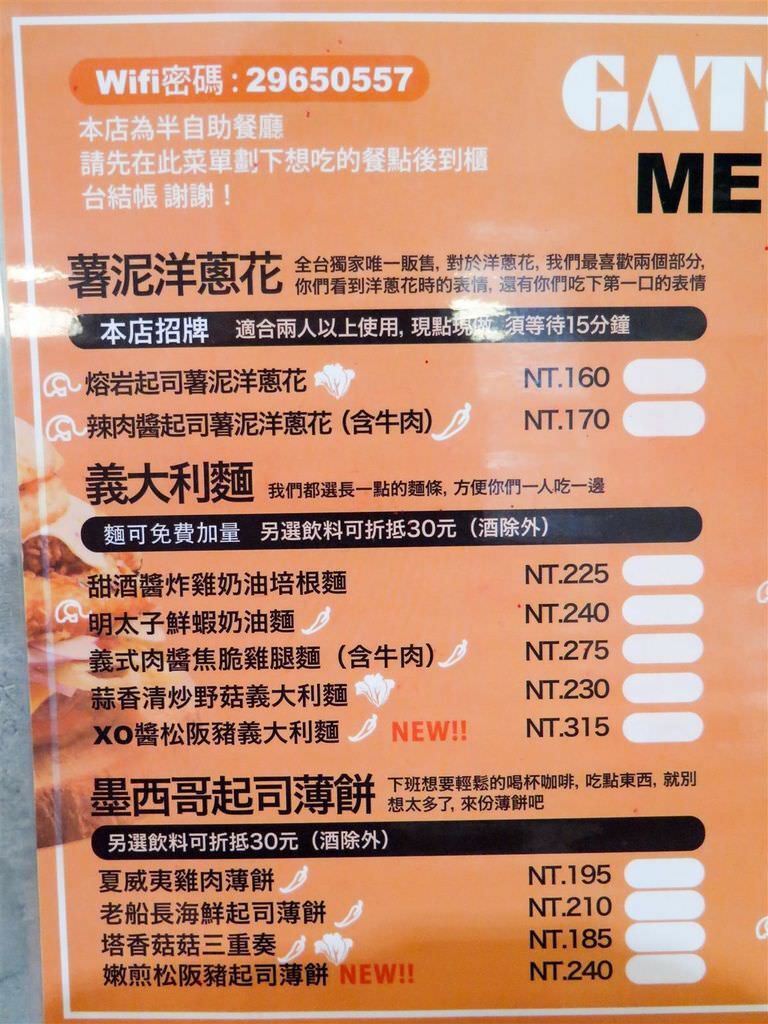 Wifi密碼：29650557
本店為半自助餐廳
請先在此菜單劃下想吃的餐點後到櫃
台結帳 謝謝！
GATS
ME
薯泥洋蔥花 全台獨家唯一販售, 對於洋蔥花, 我們最喜歡兩個部分,
你們看到洋蔥花時的表情, 還有你們吃下第一口的表情
本店招牌 適合兩人以上使用, 現點現做, 須等待15分鐘
熔岩起司薯泥洋蔥花 NT.160
辣肉醬起司薯泥洋蔥花 (含牛肉) NT.170
義大利麵 我們都選長一點的麵條, 方便你們一人吃一邊
麵可免費加量 另選飲料可折抵30元（酒除外）
甜酒醬炸雞奶油培根麵 NT.225
明太子鮮蝦奶油麵 NT.240
義式肉醬焦脆雞腿麵（含牛肉） NT.275
蒜香清炒野菇義大利麵 NT.230
XO醬松阪豬義大利麵 NEW!! NT.315
墨西哥起司薄餅 下班想要輕鬆的喝杯咖啡, 吃點東西, 就別
想太多了, 來份薄餅吧
另選飲料可折抵30元（酒除外）
夏威夷雞肉薄餅 NT.195
老船長海鮮起司薄餅 NT.210
塔香菇菇三重奏 NT.185
嫩煎松阪豬起司薄餅 NEW!! NT.240